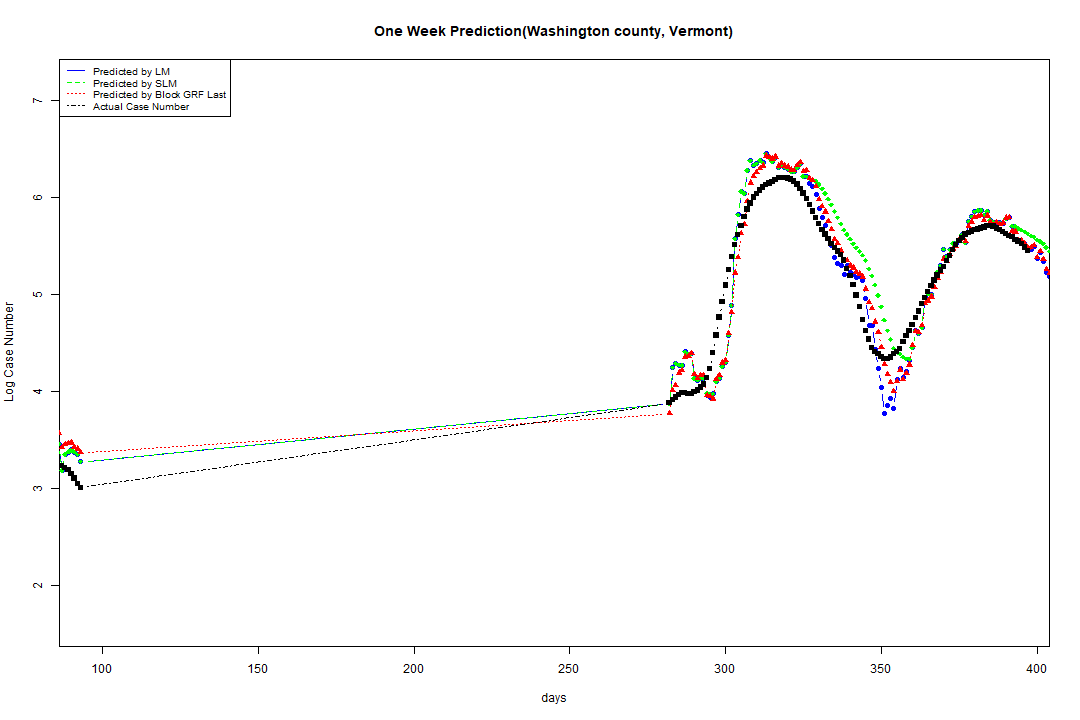 One Week Prediction(Washington county, Vermont)
Predicted by LM
Predicted by SLM
Predicted by Block GRF Last
Actual Case Number
7
6
5
4
3
2
Log Case Number
100 150 200 250 300 350 400
days